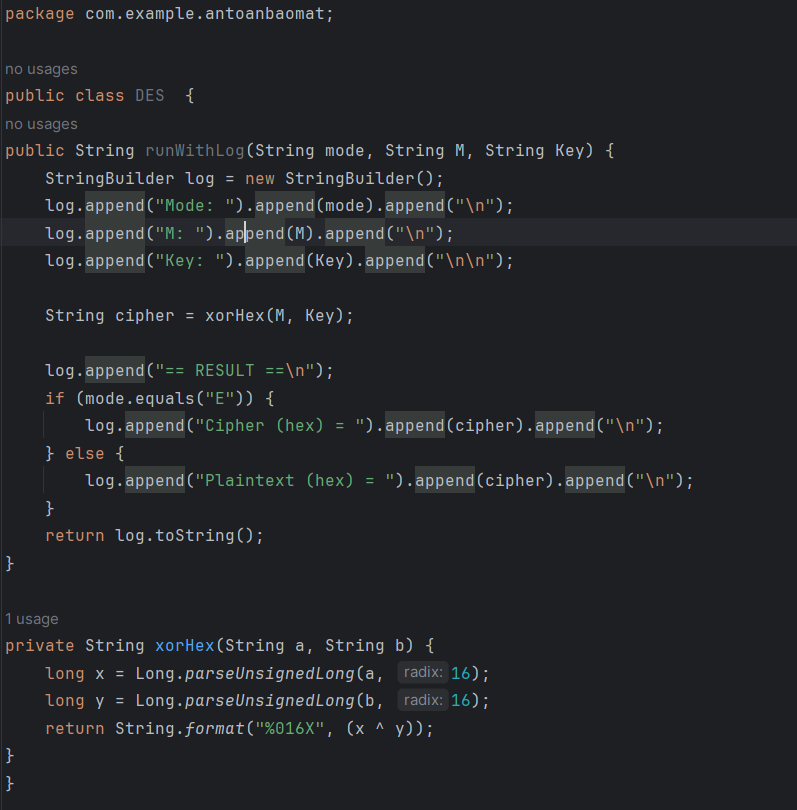 package com.example.antoanbaomat;
no usages
public class DES  {
no usages
public String runWithLog(String mode, String M, String Key) {
    StringBuilder log = new StringBuilder();
    log.append("Mode: ").append(mode).append("\n");
    log.append("M: ").append(M).append("\n");
    log.append("Key: ").append(Key).append("\n\n");
    String cipher = xorHex(M, Key);
    log.append("== RESULT ==\n");
    if (mode.equals("E")) {
        log.append("Cipher (hex) = ").append(cipher).append("\n");
    } else {
        log.append("Plaintext (hex) = ").append(cipher).append("\n");
    }
    return log.toString();
}
1 usage
private String xorHex(String a, String b) {
    long x = Long.parseUnsignedLong(a, radix: 16);
    long y = Long.parseUnsignedLong(b, radix: 16);
    return String.format("%016X", (x ^ y));
}
}